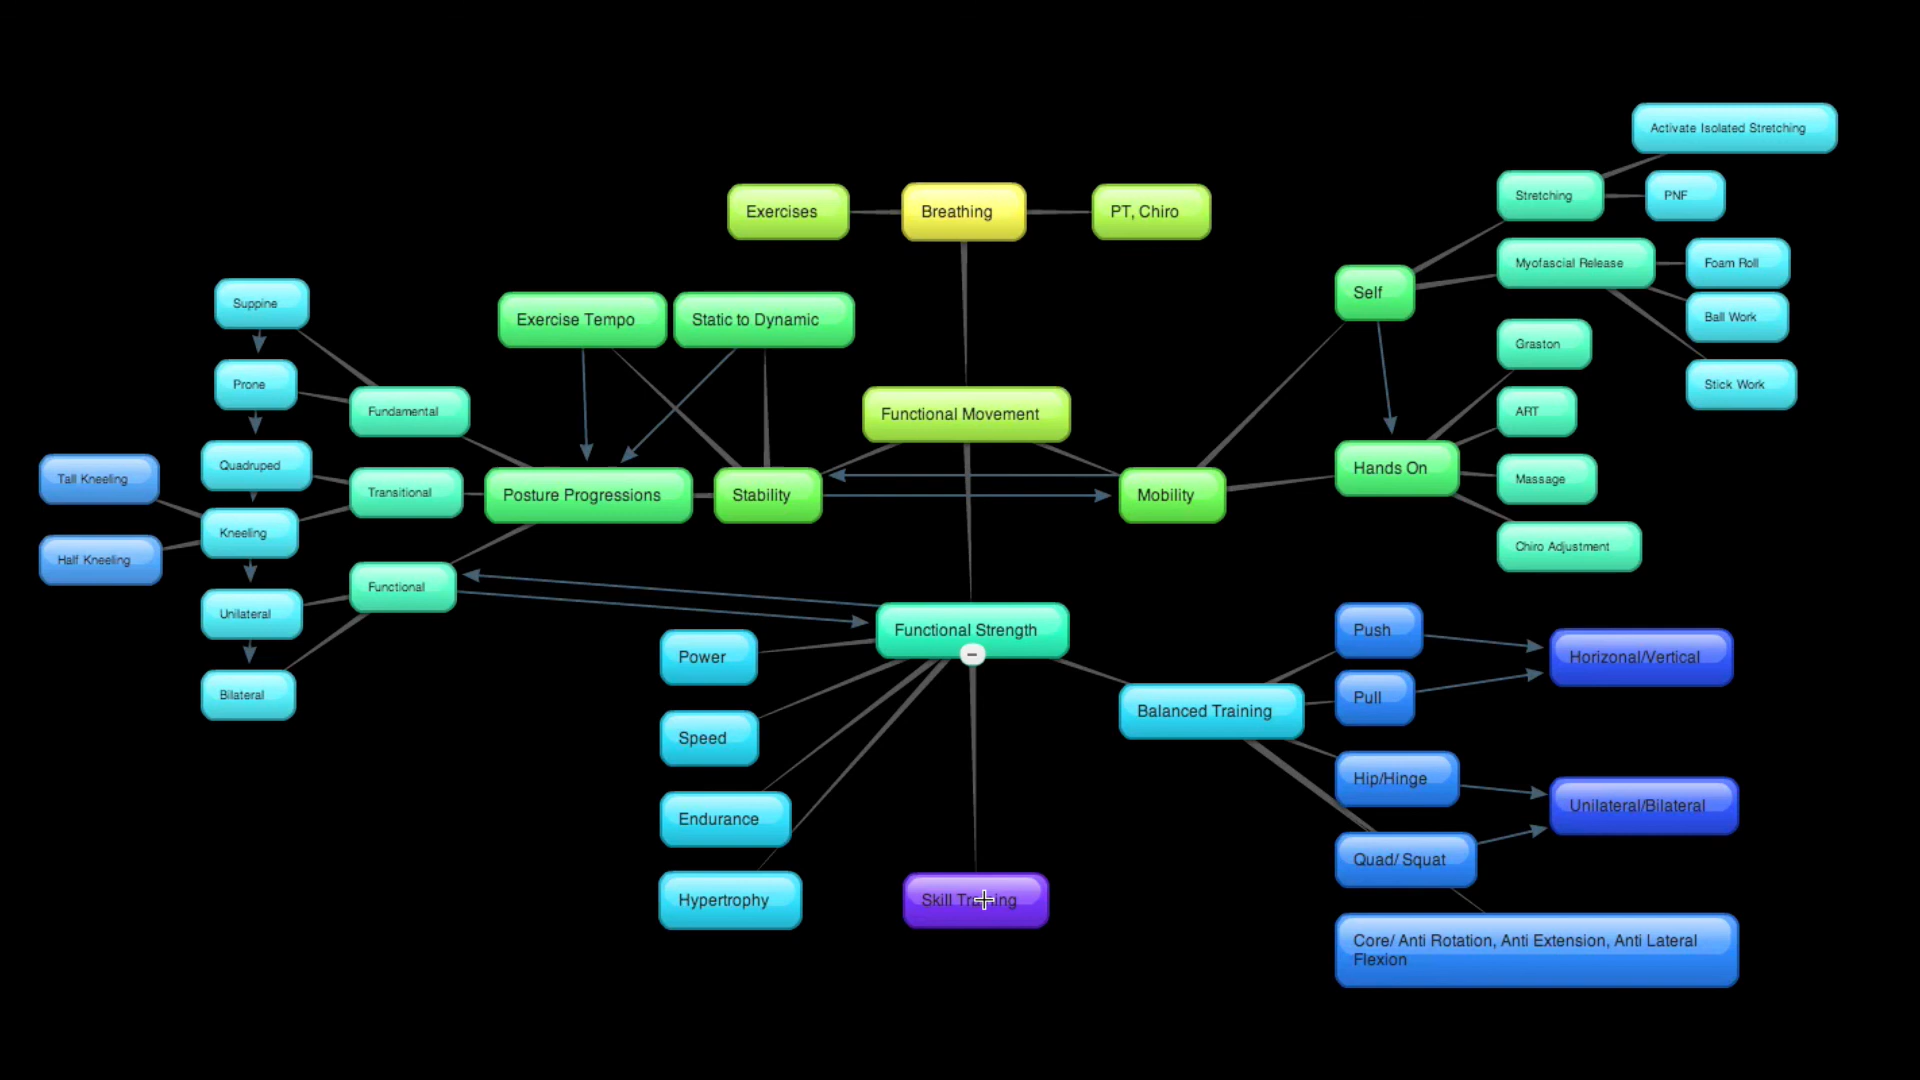 Activate Isolated Stretching
Exercises
Breathing
PT, Chiro
Stretching
PNF
Myofascial Release
Foam Roll
Self
Suppine
Exercise Tempo
Static to Dynamic
Ball Work
Graston
Prone
Stick Work
Fundamental
Functional Movement
ART
Quadruped
Hands On
Tall Kneeling
Transitional
Posture Progressions
Stability
Mobility
Massage
Kneeling
Half Kneeling
Chiro Adjustment
Functional
Unilateral
Functional Strength
Push
Power
Horizonal/Vertical
Bilateral
Pull
Balanced Training
Speed
Hip/Hinge
Unilateral/Bilateral
Endurance
Quad/ Squat
Hypertrophy
Skill Training
Core/ Anti Rotation, Anti Extension, Anti Lateral
Flexion